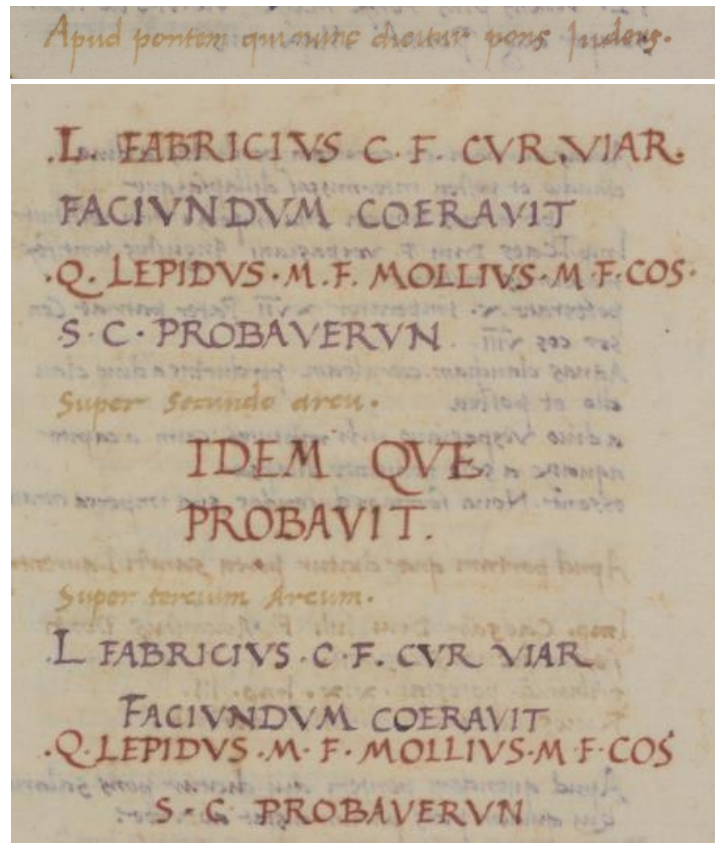 Apud pontem qui nunc dicitur pons Iudeus.
.L. FABRICIVS C. F. CVR. VIAR.
FACIVNDVM COERAVIT
.Q. LEPIDVS. M. F. MOLLIVS. M F. COS.
.S. C. PROBAVERVN
Super Secundo arcu.
IDEM QVE
PROBAVIT.
Super tercium Arcum.
.L FABRICIVS. C. F. CVR VIAR
FACIVNDVM COERAVIT
.Q. LEPIDVS. M. F. MOLLIVS. M F. COS
S. C. PROBAVERVN